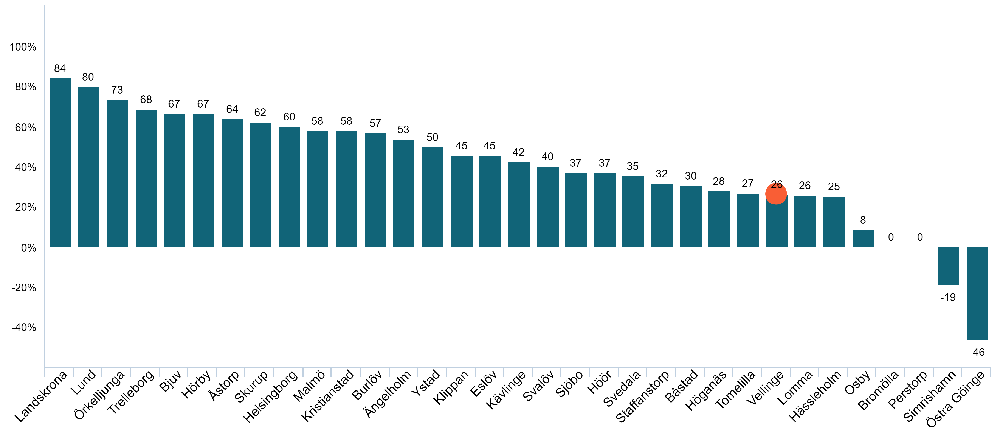 100%
80%
60%
40%
20%
0%
-20%
-40%
84
80
73
68
67
67
64
62
60
58
58
57
53
50
45
45
42
40
37
37
35
32
30
28
27
26
26
25
8
0
0
-19
-46
Landskrona
Lund
Örkelljunga
Trelleborg
Bjuv
Hörby
Åstorp
Skurup
Helsingborg
Malmö
Kristianstad
Burlöv
Ängelholm
Ystad
Klippan
Eslöv
Kävlinge
Svalöv
Sjöbo
Höör
Svedala
Staffanstorp
Båstad
Höganäs
Tomelilla
Vellinge
Lomma
Hässleholm
Osby
Bromölla
Perstorp
Simrishamn
Östra Göinge